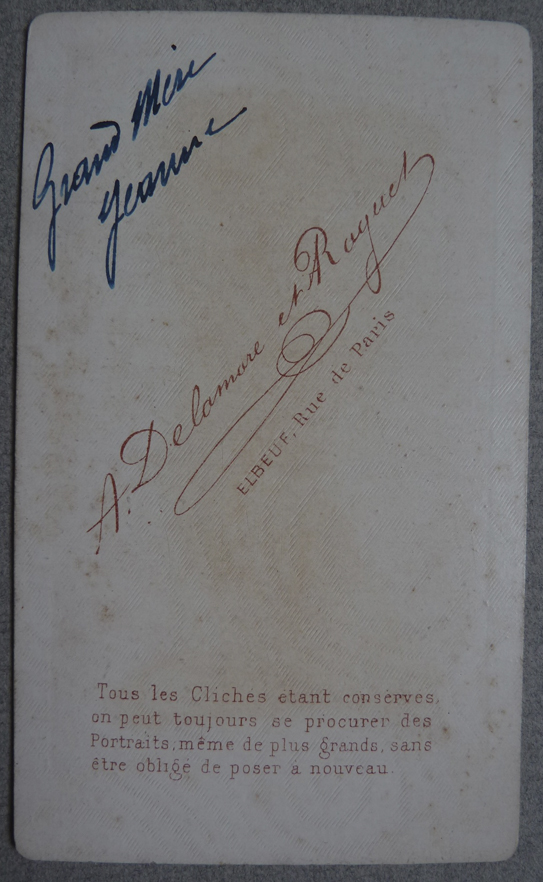 Grand Mère
Jeanne
A. Delamare et Roquet
ELBEUF, Rue de Paris
Tous les Clichés étant conservés,
on peut toujours se procurer des
Portraits, même de plus grands, sans
être obligé de poser à nouveau.